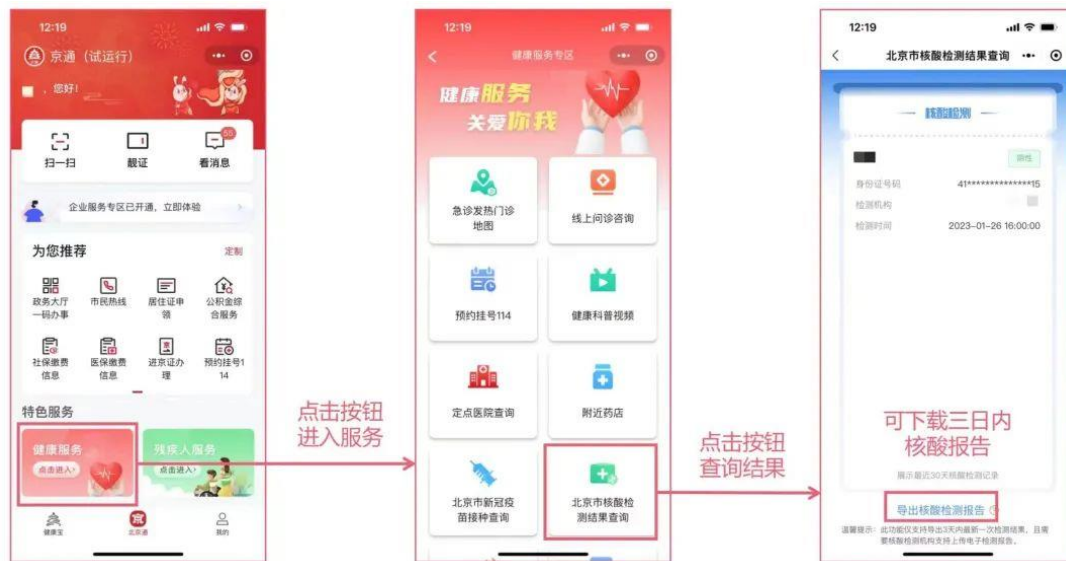 12:19
京通（试运行）
，您好！
扫一扫
靓证
看消息
55
企业服务专区已开通，立即体验
为您推荐
定制
政务大厅
一码办事
市民热线
居住证申
领
公积金综
合服务
社保缴费
信息
医保缴费
信息
进京证办
理
预约挂号1
14
特色服务
健康服务
点击进入>
残疾人服务
点击进入>
健康宝
京
北京通
我的
点击按钮
进入服务
12:19
健康服务专区
健康服务
关爱你我
急诊发热门诊
地图
线上问诊咨询
预约挂号114
健康科普视频
定点医院查询
附近药店
北京市新冠疫
苗接种查询
北京市核酸检
测结果查询
点击按钮
查询结果
12:19
北京市核酸检测结果查询
核酸检测
阴性
身份证号码
41**************15
检测机构
检测时间
2023-01-26 16:00:00
可下载三日内
核酸报告
展示最近30天核酸检测记录
导出核酸检测报告
温馨提示：此功能仅支持导出3天内最新一次检测结果，且需
要核酸检测机构支持上传电子检测报告。